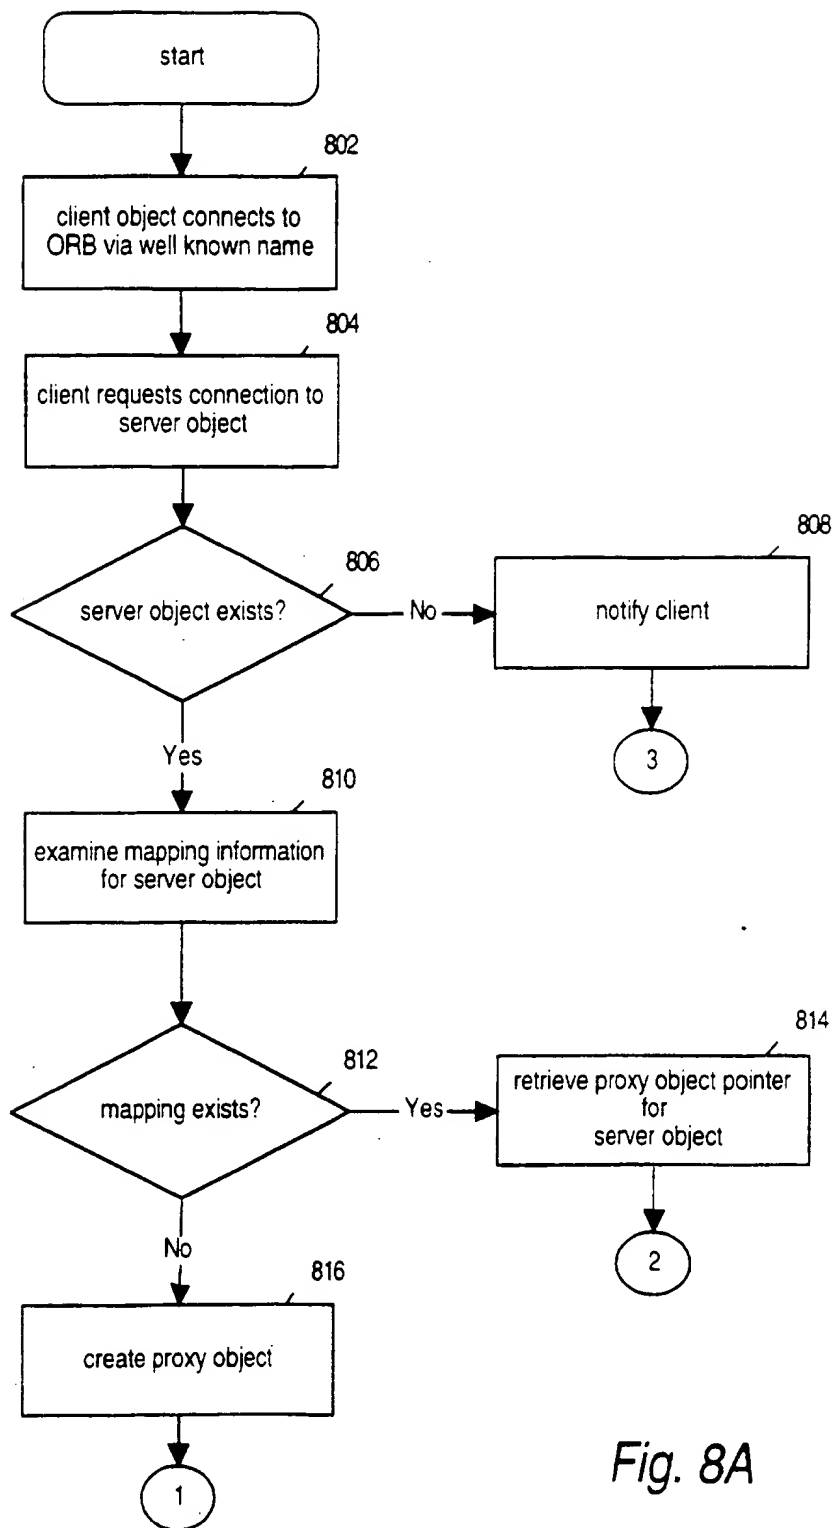 start
802
client object connects to
ORB via well known name
804
client requests connection to
server object
806
server object exists?
No
808
notify client
3
Yes
810
examine mapping information
for server object
812
mapping exists?
Yes
814
retrieve proxy object pointer
for
server object
2
No
816
create proxy object
1
Fig. 8A